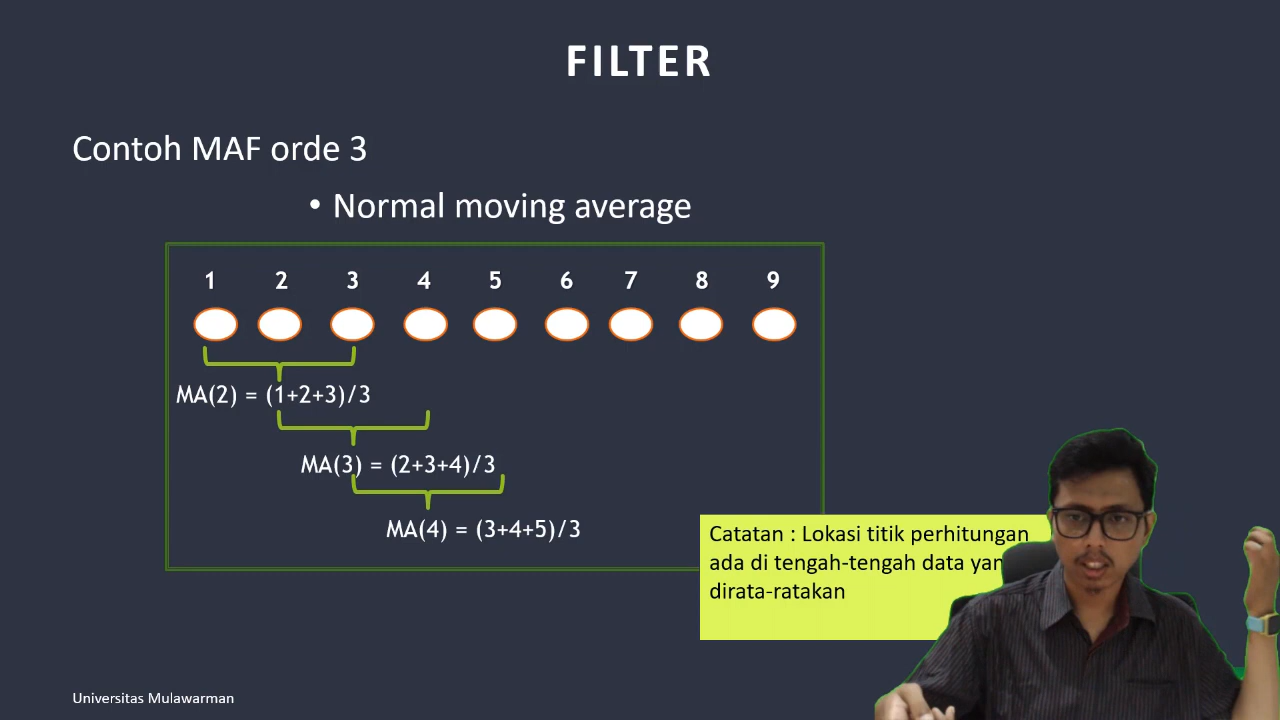 FILTER
Contoh MAF orde 3
• Normal moving average
1 2 3 4 5 6 7 8 9
MA(2) = (1+2+3)/3
MA(3) = (2+3+4)/3
MA(4) = (3+4+5)/3
Catatan : Lokasi titik perhitungan
ada di tengah-tengah data
dirata-ratakan
Universitas Mulawarman